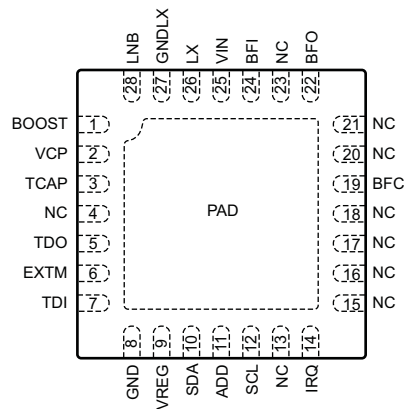 LNB
GNDLX
LX
VIN
BFI
NC
BFO
28
27
26
25
24
23
22
BOOST 1
VCP 2
TCAP 3
NC 4
TDO 5
EXTM 6
TDI 7
PAD
21 NC
20 NC
19 BFC
18 NC
17 NC
16 NC
15 NC
8
9
10
11
12
13
14
GND
VREG
SDA
ADD
SCL
NC
IRQ